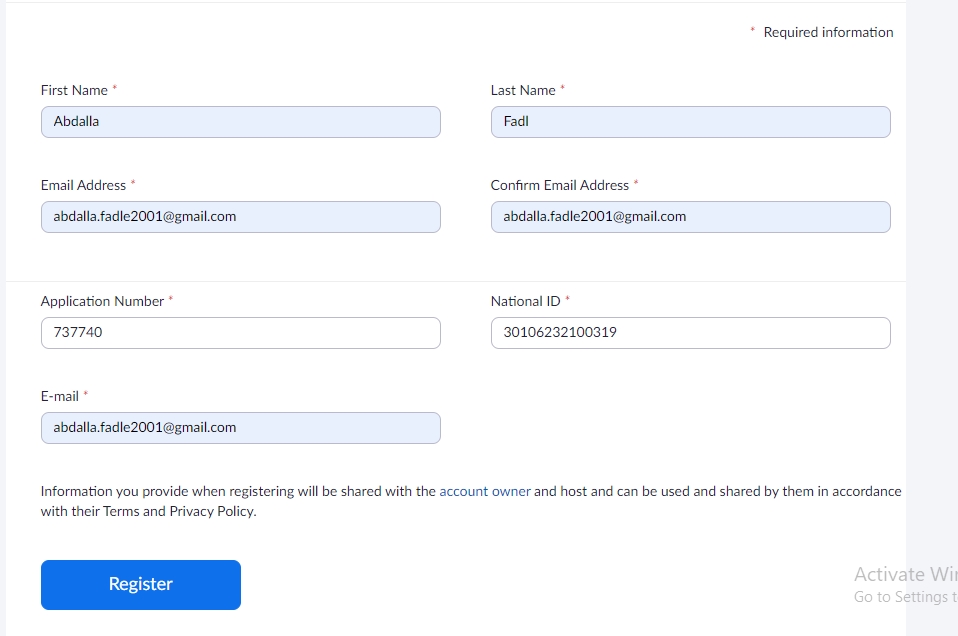 * Required information
First Name *
Last Name *
Abdalla
Fadl
Email Address *
Confirm Email Address *
abdalla.fadle2001@gmail.com
abdalla.fadle2001@gmail.com
Application Number *
National ID *
737740
30106232100319
E-mail *
abdalla.fadle2001@gmail.com
Information you provide when registering will be shared with the account owner and host and can be used and shared by them in accordance
with their Terms and Privacy Policy.
Register
Activate Wi
Go to Settings t